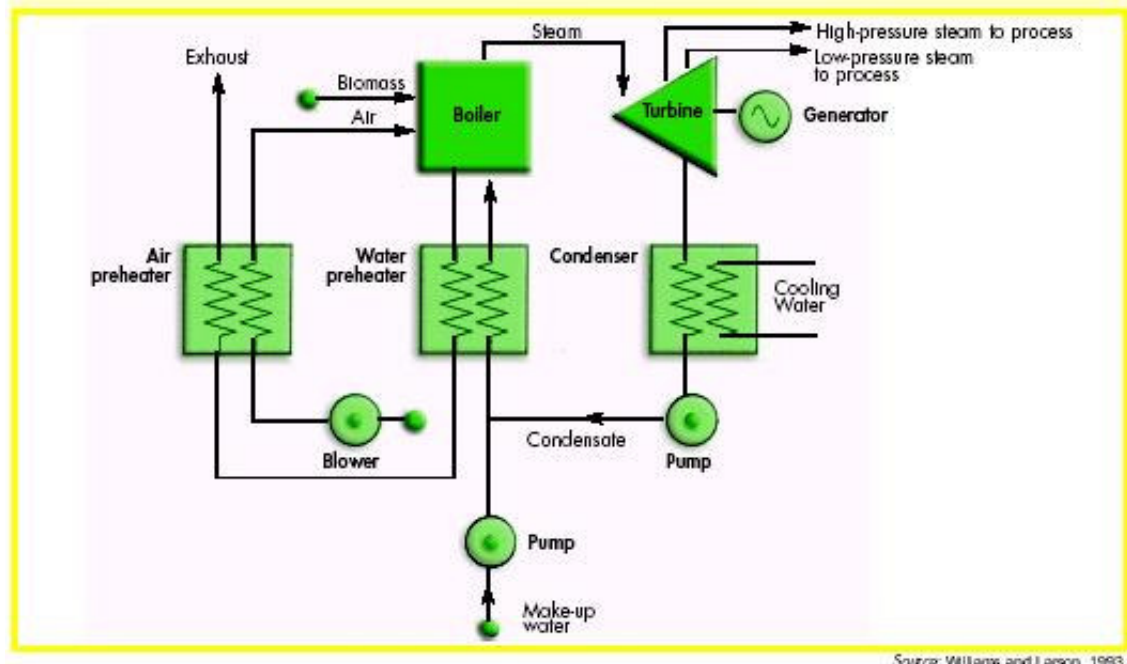 Steam
High-pressure steam to process
Low-pressure steam
to process
Exhaust
Biomass
Air
Boiler
Turbine
Generator
Air
preheater
Water
preheater
Condenser
Cooling
Water
Blower
Condensate
Pump
Pump
Make-up
water
Source: Williams and Larson, 1993